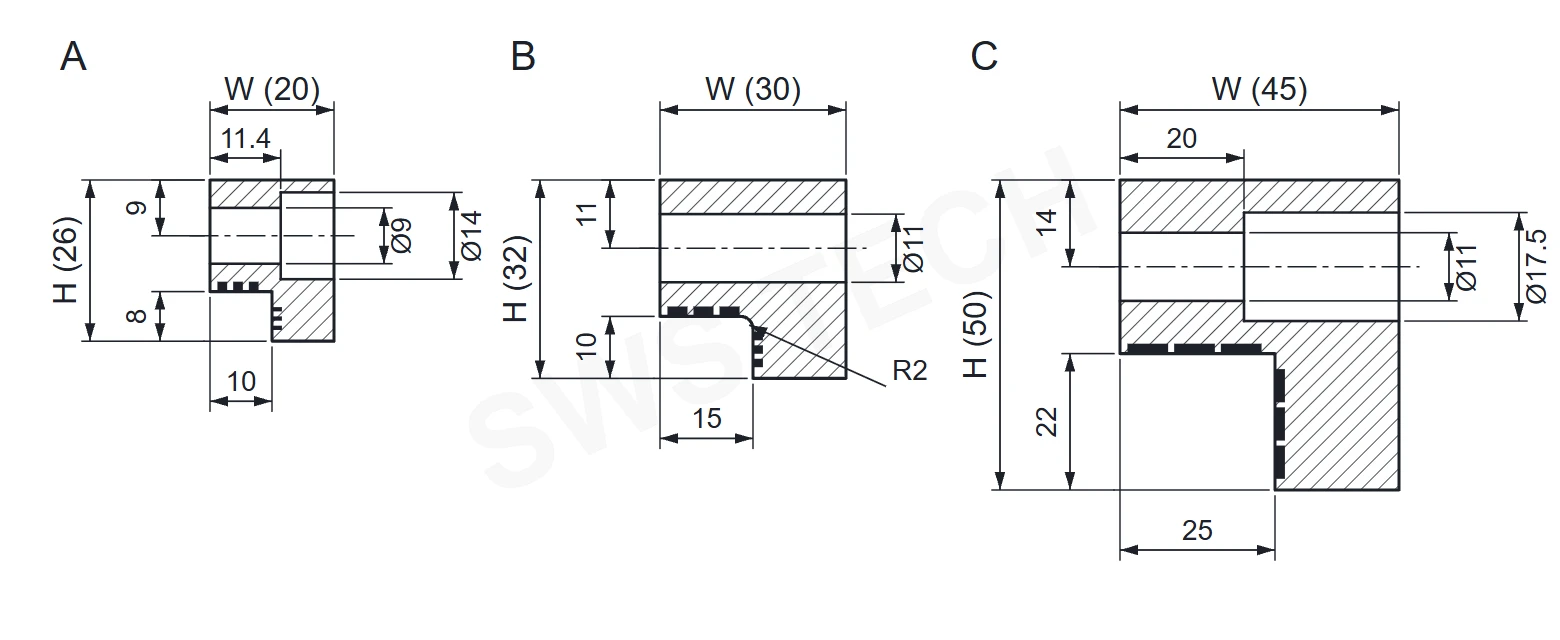 A
W (20)
11.4
9
H (26)
8
10
Ø9
Ø14
B
W (30)
11
H (32)
10
15
Ø11
R2
C
W (45)
20
14
H (50)
22
25
Ø11
Ø17.5
SWSTECH